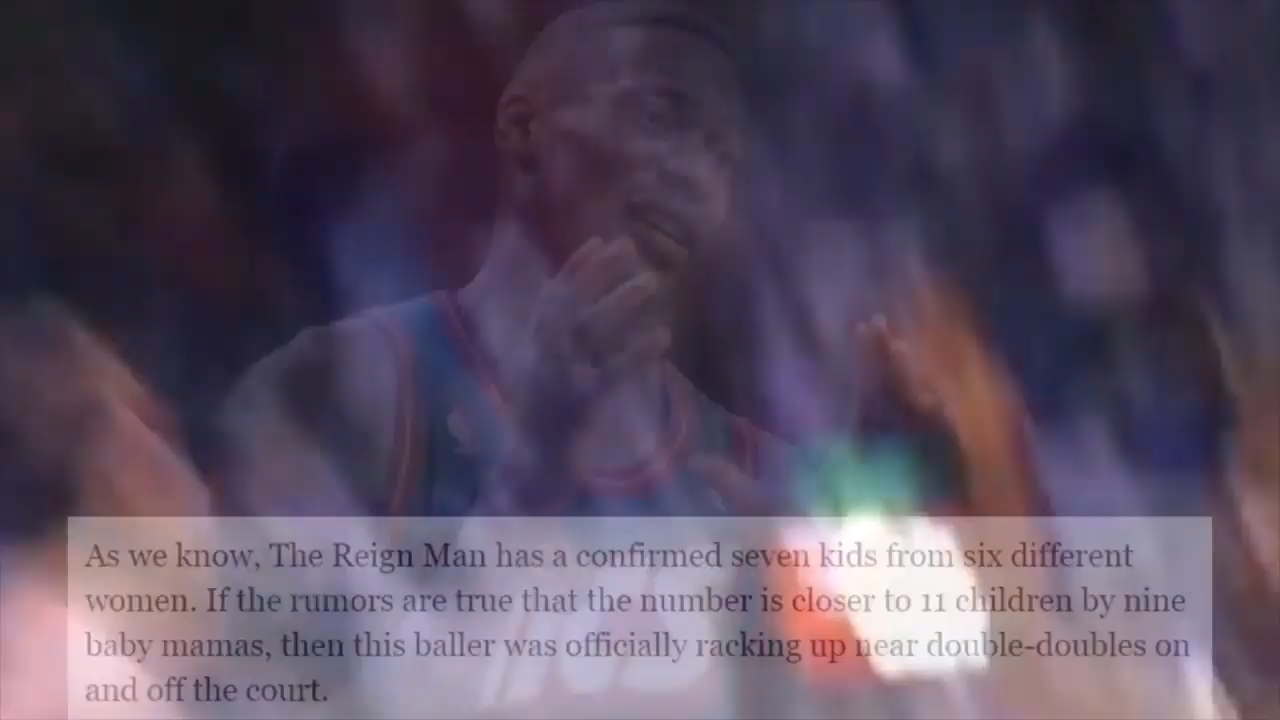 As we know, The Reign Man has a confirmed seven kids from six different
women. If the rumors are true that the number is closer to 11 children by nine
baby mamas, then this baller was officially racking up near double-doubles on
and off the court.